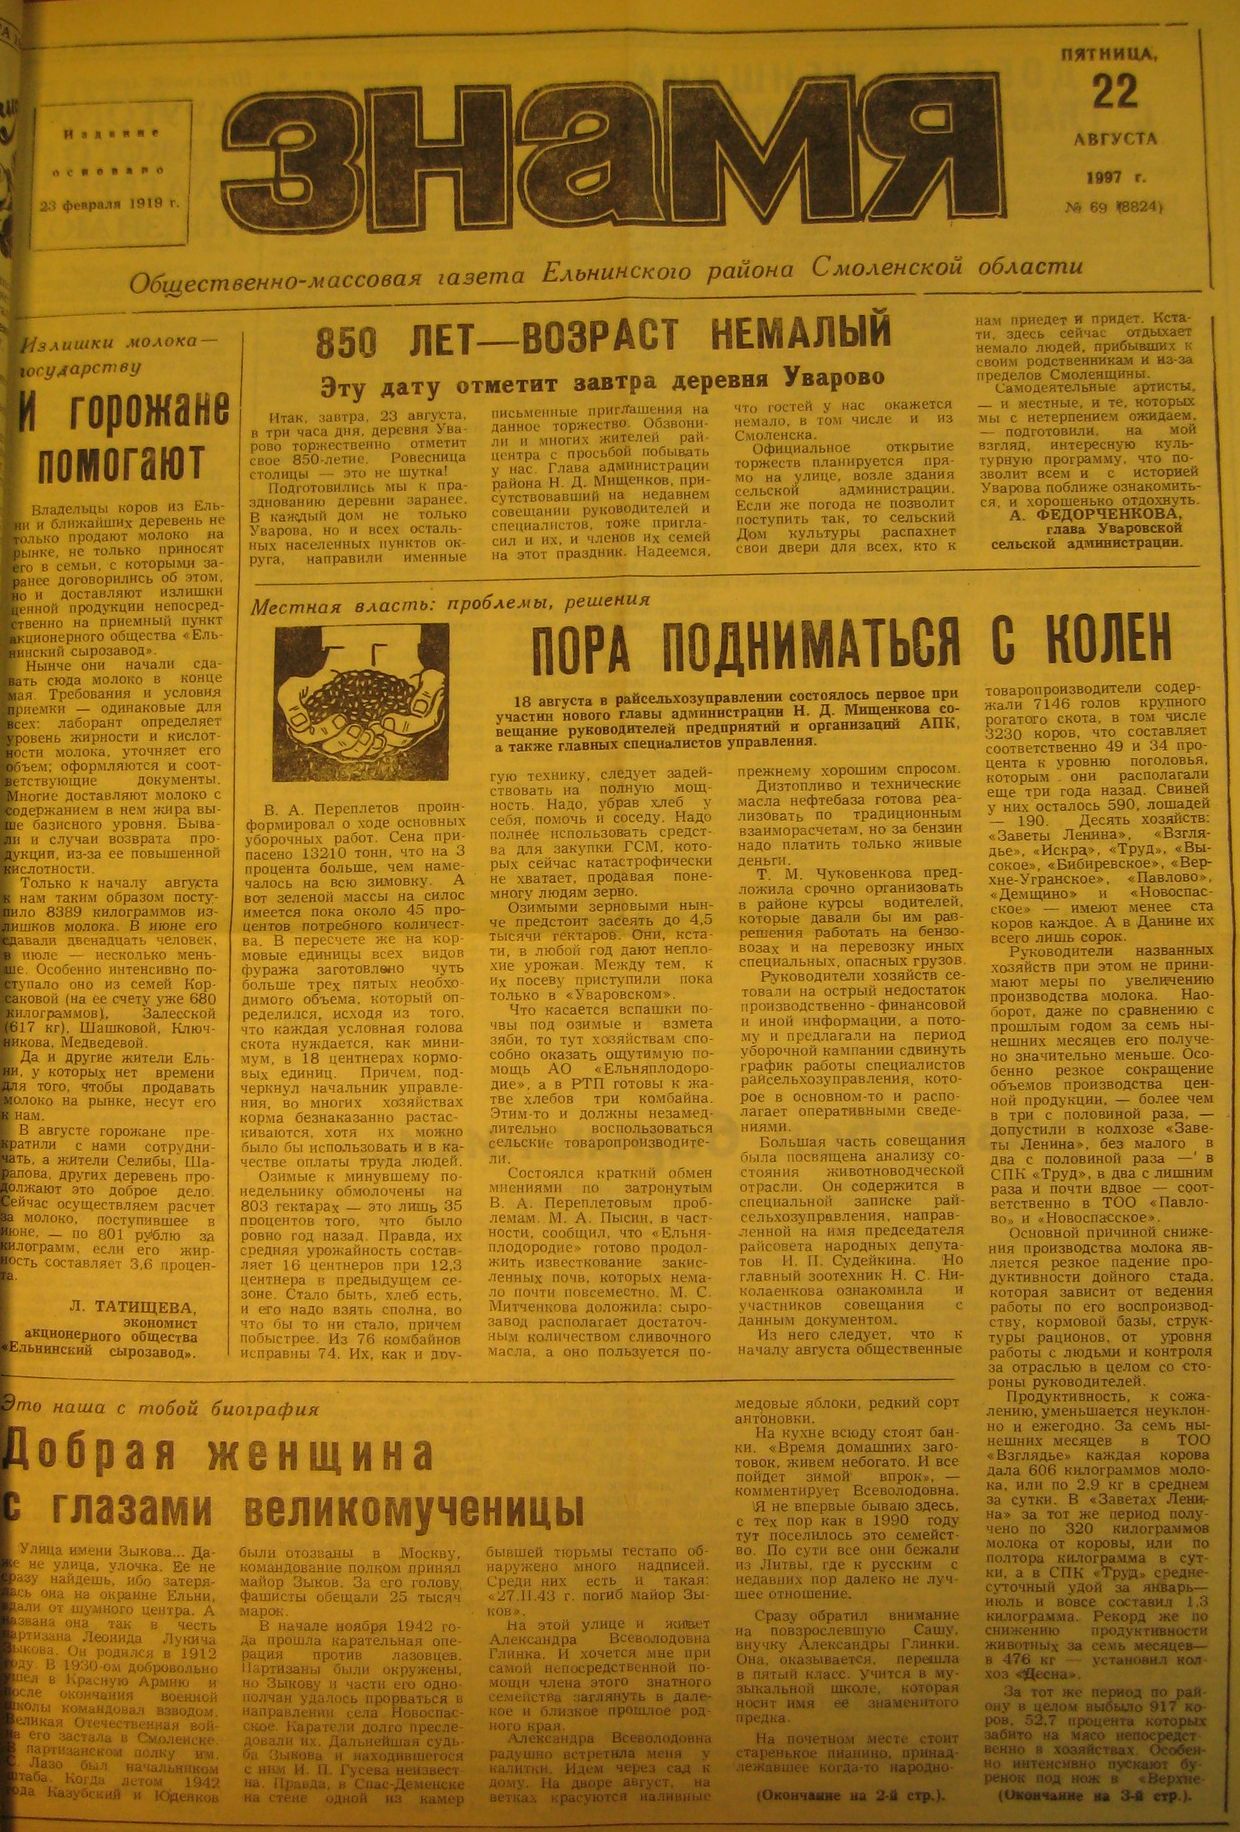 Издание
основано
23 февраля 1919 г.
ЗНАМЯ
ПЯТНИЦА,
22
АВГУСТА
1997 г.
№ 69 (8824)
Общественно-массовая газета Ельнинского района Смоленской области
Излишки молока—
государству
И горожане
помогают
Владельцы коров из Ель-
ни и ближайших деревень не
только продают молоко на
рынке, не только приносят
его в семьи, с которыми за-
ранее договорились об этом,
но и доставляют излишки
ценной продукции непосред-
ственно на приемный пункт
акционерного общества «Ель-
нинский сырозавод».
Нынче они начали сда-
вать сюда молоко в конце
мая. Требования и условия
приемки — одинаковые для
всех: лаборант определяет
уровень жирности и кислот-
ности молока, уточняет его
объем; оформляются и соот-
ветствующие документы.
Многие доставляют молоко с
содержанием в нем жира вы-
ше базисного уровня. Быва-
ли и случаи возврата про-
дукции, из-за ее повышенной
кислотности.
Только к началу августа
к нам таким образом посту-
пило 8389 килограммов из-
лишков молока. В июне его
сдавали двенадцать человек,
в июле — несколько мень-
ше. Особенно интенсивно по-
ступало оно из семей Кор-
саковой (на ее счету уже 680
килограммов), Залесской
(617 кг), Шашковой, Ключ-
никова, Медведевой.
Да и другие жители Ель-
ни, у которых нет времени
для того, чтобы продавать
молоко на рынке, несут его
к нам.
В августе горожане пре-
кратили с нами сотрудни-
чать, а жители Селибы, Ша-
рапова, других деревень про-
должают это доброе дело.
Сейчас осуществляем расчет
за молоко, поступившее в
июне, — по 801 рублю за
килограмм, если его жир-
ность составляет 3,6 процен-
та.
Л. ТАТИЩЕВА,
экономист
акционерного общества
«Ельнинский сырозавод».
850 ЛЕТ—ВОЗРАСТ НЕМАЛЫЙ
Эту дату отметит завтра деревня Уварово
Итак, завтра, 23 августа,
в три часа дня, деревня Ува-
рово торжественно отметит
свое 850-летие. Ровесница
столицы — это не шутка!
Подготовились мы к пра-
зднованию деревни заранее.
В каждый дом не только
Уварова, но и всех осталь-
ных населенных пунктов ок-
руга, направили именные
письменные приглашения на
данное торжество. Обзвони-
ли и многих жителей рай-
центра с просьбой побывать
у нас. Глава администрации
района Н. Д. Мищенков, при-
сутствовавший на недавнем
совещании руководителей и
специалистов, тоже пригла-
сил и их, и членов их семей
на этот праздник. Надеемся,
что гостей у нас окажется
немало, в том числе и из
Смоленска.
Официальное открытие
торжеств планируется пря-
мо на улице, возле здания
сельской администрации.
Если же погода не позволит
поступить так, то сельский
Дом культуры распахнет
свои двери для всех, кто к
нам приедет и придет. Кста-
ти, здесь сейчас отдыхает
немало людей, прибывших к
своим родственникам и из-за
пределов Смоленщины.
Самодеятельные артисты,
— и местные, и те, которых
мы с нетерпением ожидаем,
— подготовили, на мой
взгляд, интересную куль-
турную программу, что по-
зволит всем и с историей
Уварова поближе ознакомить-
ся, и хорошенько отдохнуть.
А. ФЕДОРЧЕНКОВА,
глава Уваровской
сельской администрации.
Местная власть: проблемы, решения
ПОРА ПОДНИМАТЬСЯ С КОЛЕН
18 августа в райсельхозуправлении состоялось первое при
участии нового главы администрации Н. Д. Мищенкова со-
вещание руководителей предприятий и организаций АПК,
а также главных специалистов управления.
В. А. Переплетов проин-
формировал о ходе основных
уборочных работ. Сена при-
пасено 13210 тонн, что на 3
процента больше, чем наме-
чалось на всю зимовку. А
вот зеленой массы на силос
имеется пока около 45 про-
центов потребного количест-
ва. В пересчете же на кор-
мовые единицы всех видов
фуража заготовлено чуть
больше трех пятых необхо-
димого объема, который оп-
ределился, исходя из того,
что каждая условная голова
скота нуждается, как мини-
мум, в 18 центнерах кормо-
вых единиц. Причем, под-
черкнул начальник управле-
ния, во многих хозяйствах
корма безнаказанно растас-
киваются, хотя их можно
было бы использовать и в ка-
честве оплаты труда людей.
Озимые к минувшему по-
недельнику обмолочены на
803 гектарах — это лишь 35
процентов того, что было
ровно год назад. Правда, их
средняя урожайность состав-
ляет 16 центнеров при 12,3
центнера в предыдущем се-
зоне. Стало быть, хлеб есть,
и его надо взять сполна, во
что бы то ни стало, причем
побыстрее. Из 76 комбайнов
исправны 74. Их, как и дру-
гую технику, следует задей-
ствовать на полную мощ-
ность. Надо, убрав хлеб у
себя, помочь и соседу. Надо
полнее использовать средст-
ва для закупки ГСМ, кото-
рых сейчас катастрофически
не хватает, продавая поне-
многу людям зерно.
Озимыми зерновыми нын-
че предстоит засеять до 4,5
тысячи гектаров. Они, кста-
ти, в любой год дают непло-
хие урожаи. Между тем, к
их посеву приступили пока
только в «Уваровском».
Что касается вспашки по-
чвы под озимые и взмета
зяби, то тут хозяйствам спо-
собно оказать ощутимую по-
мощь АО «Ельняплодоро-
дие», а в РТП готовы к жа-
тве хлебов три комбайна.
Этим-то и должны незамед-
лительно воспользоваться
сельские товаропроизводите-
ли.
Состоялся краткий обмен
мнениями по затронутым
В. А. Переплетовым проб-
лемам. М. А. Пысин, в част-
ности, сообщил, что «Ельня-
плодородие» готово продол-
жить известкование закис-
ленных почв, которых нема-
ло почти повсеместно. М. С.
Митченкова доложила: сыро-
завод располагает достаточ-
ным количеством сливочного
масла, а оно пользуется по-
прежнему хорошим спросом.
Дизтопливо и технические
масла нефтебаза готова реа-
лизовать по традиционным
взаиморасчетам, но за бензин
надо платить только живые
деньги.
Т. М. Чуковенкова пред-
ложила срочно организовать
в районе курсы водителей,
которые давали бы им раз-
решения работать на бензо-
возах и на перевозку иных
специальных, опасных грузов.
Руководители хозяйств се-
товали на острый недостаток
производственно - финансовой
и иной информации, а пото-
му и предлагали на период
уборочной кампании сдвинуть
график работы специалистов
райсельхозуправления, кото-
рое в основном-то и распо-
лагает оперативными сведе-
ниями.
Большая часть совещания
была посвящена анализу со-
стояния животноводческой
отрасли. Он содержится в
специальной записке рай-
сельхозуправления, направ-
ленной на имя председателя
райсовета народных депута-
тов И. П. Судейкина. Но
главный зоотехник Н. С. Ни-
колаенкова ознакомила и
участников совещания с
данным документом.
Из него следует, что к
началу августа общественные
товаропроизводители содер-
жали 7146 голов крупного
рогатого скота, в том числе
3230 коров, что составляет
соответственно 49 и 34 про-
цента к уровню поголовья,
которым они располагали
еще три года назад. Свиней
у них осталось 590, лошадей
— 190. Десять хозяйств:
«Заветы Ленина», «Взгля-
дье», «Искра», «Труд», «Вы-
сокое», «Бибиревское», «Вер-
хне-Угранское», «Павлово»,
«Демщино» и «Новоспас-
ское» — имеют менее ста
коров каждое. А в Данине их
всего лишь сорок.
Руководители названных
хозяйств при этом не прини-
мают меры по увеличению
производства молока. Нао-
борот, даже по сравнению с
прошлым годом за семь ны-
нешних месяцев его получе-
но значительно меньше. Осо-
бенно резкое сокращение
объемов производства цен-
ной продукции, — более чем
в три с половиной раза, —
допустили в колхозе «Заве-
ты Ленина», без малого в
два с половиной раза — в
СПК «Труд», в два с лишним
раза и почти вдвое — соот-
ветственно в ТОО «Павло-
во» и «Новоспасское».
Основной причиной сниже-
ния производства молока яв-
ляется резкое падение про-
дуктивности дойного стада,
которая зависит от ведения
работы по его воспроизвод-
ству, кормовой базы, струк-
туры рационов, от уровня
работы с людьми и контроля
за отраслью в целом со сто-
роны руководителей.
Продуктивность, к сожа-
лению, уменьшается неуклон-
но и ежегодно. За семь ны-
нешних месяцев в ТОО
«Взглядье» каждая корова
дала 606 килограммов моло-
ка, или по 2,9 кг в среднем
за сутки. В «Заветах Лени-
на» за тот же период полу-
чено по 320 килограммов
молока от коровы, или по
полтора килограмма в сут-
ки, а в СПК «Труд» средне-
суточный удой за январь—
июль и вовсе составил 1,3
килограмма. Рекорд же по
снижению продуктивности
животных за семь месяцев—
в 476 кг — установил кол-
хоз «Десна».
За тот же период по рай-
ону в целом выбыло 917 ко-
ров, 52,7 процента которых
забито на мясо непосредст-
венно в хозяйствах. Особен-
но интенсивно пускают бу-
ренок под нож в «Верхне-
(Окончание на 3-й стр.).
Это наша с тобой биография
Добрая женщина
с глазами великомученицы
Улица имени Зыкова... Да-
же не улица, улочка. Ее не
сразу найдешь, ибо затеря-
лась она на окраине Ельни,
вдали от шумного центра. А
названа она так в честь
партизана Леонида Лукича
Зыкова. Он родился в 1912
году. В 1930-ом добровольно
ушел в Красную Армию и
после окончания военной
школы командовал взводом.
Великая Отечественная вой-
на его застала в Смоленске.
В партизанском полку им.
С. Лазо был начальником
штаба. Когда летом 1942
года Казубский и Юденков
были отозваны в Москву,
командование полком принял
майор Зыков. За его голову
фашисты обещали 25 тысяч
марок.
В начале ноября 1942 го-
да прошла карательная опе-
рация против лазовцев.
Партизаны были окружены,
но Зыкову и части его одно-
полчан удалось прорваться в
направлении села Новоспас-
ское. Каратели долго пресле-
довали их. Дальнейшая судь-
ба Зыкова и находившегося
с ним И. П. Гусева неизвест-
на. Правда, в Спас-Деменске
на стене одной из камер
бывшей тюрьмы гестапо об-
наружено много надписей.
Среди них есть и такая:
«27.11.43 г. погиб майор Зы-
ков».
На этой улице и живет
Александра Всеволодовна
Глинка. И хочется мне при
самой непосредственной по-
мощи члена этого знатного
семейства заглянуть в дале-
кое и близкое прошлое род-
ного края.
Александра Всеволодовна
радушно встретила меня у
калитки. Идем через сад к
дому. На дворе август, на
ветках красуются наливные
медовые яблоки, редкий сорт
антоновки.
На кухне всюду стоят бан-
ки. «Время домашних заго-
товок, живем небогато. И все
пойдет зимой впрок», —
комментирует Всеволодовна.
Я не впервые бываю здесь,
с тех пор как в 1990 году
тут поселилось это семейст-
во. По сути все они бежали
из Литвы, где к русским с
недавних пор далеко не луч-
шее отношение.
Сразу обратил внимание
на повзрослевшую Сашу,
внучку Александры Глинки.
Она, оказывается, перешла
в пятый класс. Учится в му-
зыкальной школе, которая
носит имя ее знаменитого
предка.
На почетном месте стоит
старенькое пианино, принад-
лежавшее когда-то народно-
(Окончание на 2-й стр.).